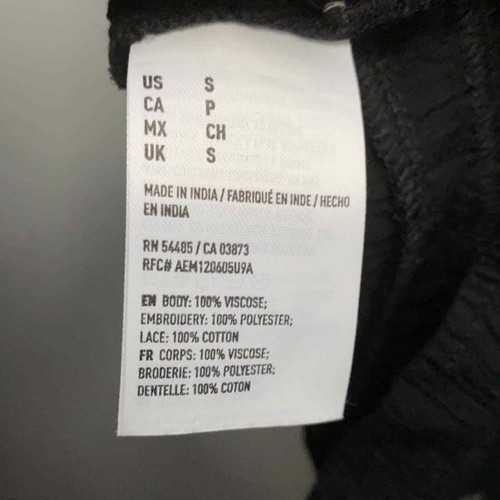 US S
CA P
MX CH
UK S
MADE IN INDIA / FABRIQUÉ EN INDE / HECHO
EN INDIA
RN 54485 / CA 03873
RFC# AEM120605U9A
EN BODY: 100% VISCOSE;
EMBROIDERY: 100% POLYESTER;
LACE: 100% COTTON
FR CORPS: 100% VISCOSE;
BRODERIE: 100% POLYESTER;
DENTELLE: 100% COTON